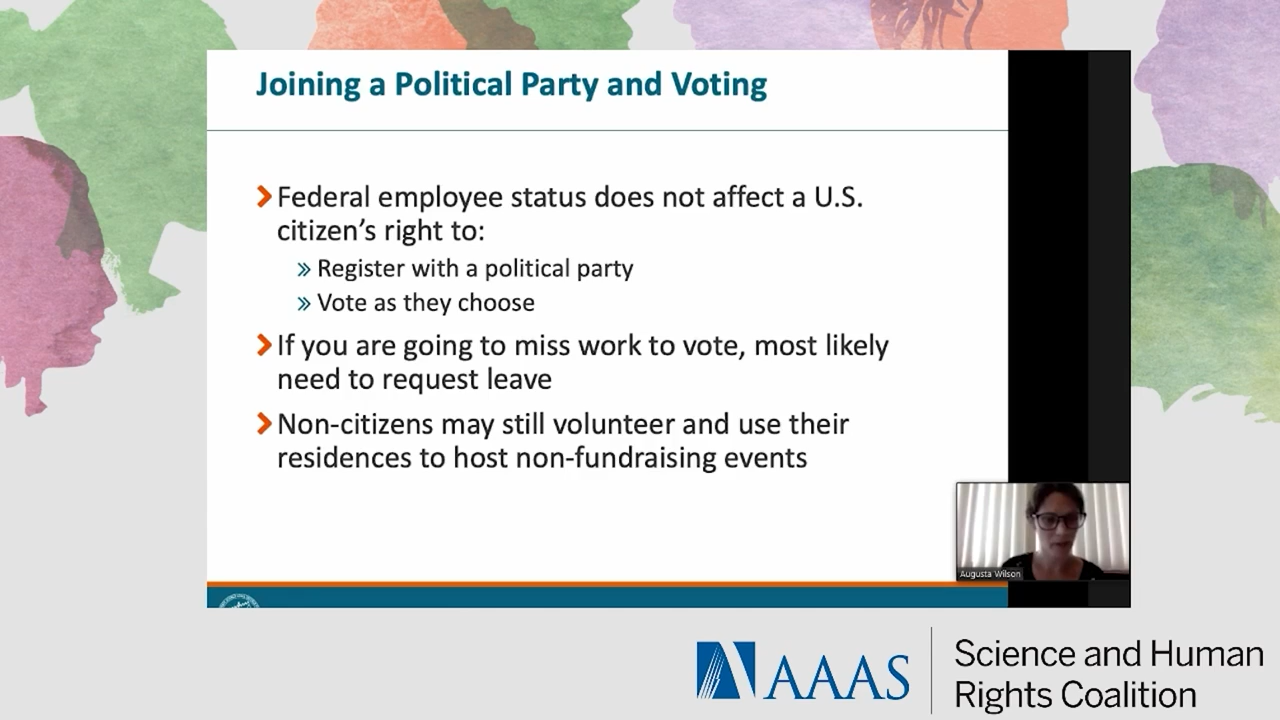 Joining a Political Party and Voting
Federal employee status does not affect a U.S.
citizen’s right to:
Register with a political party
Vote as they choose
If you are going to miss work to vote, most likely
need to request leave
Non-citizens may still volunteer and use their
residences to host non-fundraising events
Augusta Wilson
AAAS
Science and Human
Rights Coalition